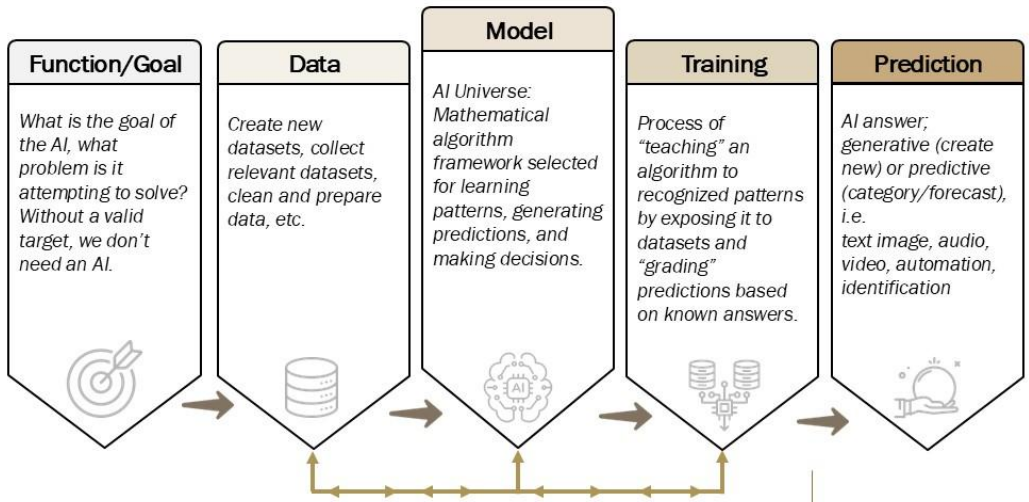 Function/Goal
What is the goal of
the AI, what
problem is it
attempting to solve?
Without a valid
target, we don't
need an AI.
Data
Create new
datasets, collect
relevant datasets,
clean and prepare
data, etc.
Model
AI Universe:
Mathematical
algorithm
framework selected
for learning
patterns, generating
predictions, and
making decisions.
AI
Training
Process of
“teaching” an
algorithm to
recognized patterns
by exposing it to
datasets and
“grading”
predictions based
on known answers.
Prediction
AI answer;
generative (create
new) or predictive
(category/forecast),
i.e.
text image, audio,
video, automation,
identification